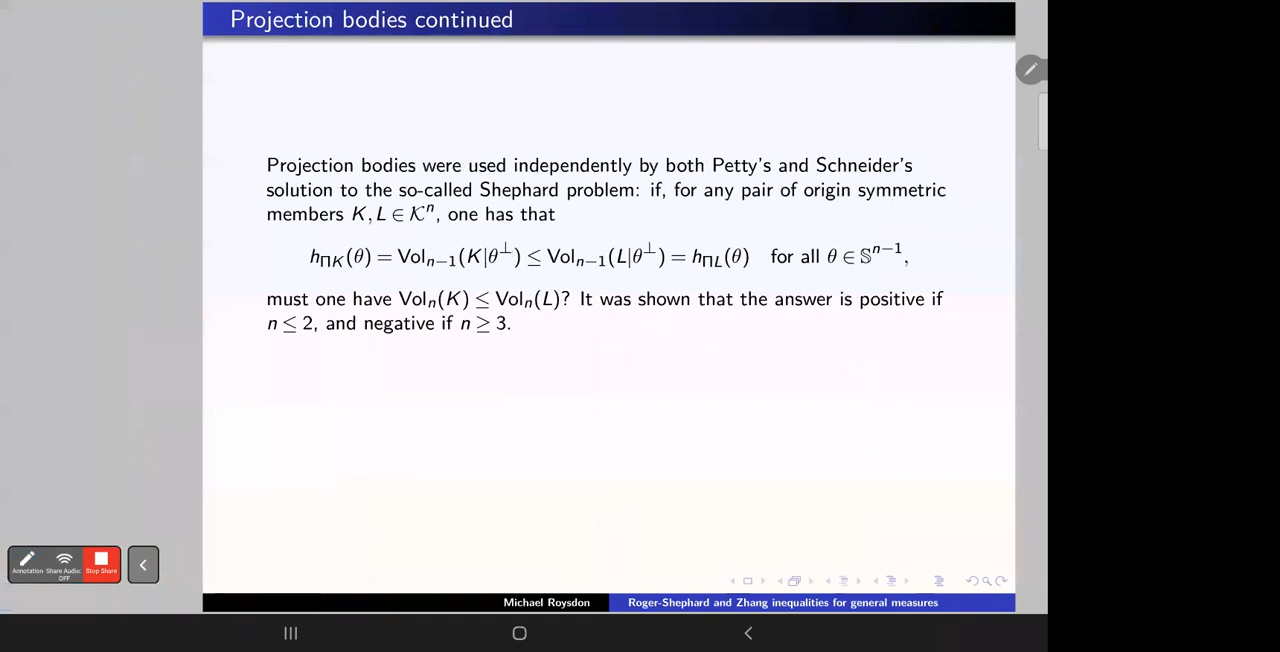 Projection bodies continued
Projection bodies were used independently by both Petty's and Schneider's
solution to the so-called Shephard problem: if, for any pair of origin symmetric
members K, L ∈ 𝒦ⁿ, one has that
h_{ΠK}(θ) = Vol_{n−1}(K|θ^⊥) ≤ Vol_{n−1}(L|θ^⊥) = h_{ΠL}(θ) for all θ ∈ 𝕊^{n−1},
must one have Vol_n(K) ≤ Vol_n(L)? It was shown that the answer is positive if
n ≤ 2, and negative if n ≥ 3.
Annotation Share Audio: OFF Stop Share
Michael Roysdon Roger-Shephard and Zhang inequalities for general measures